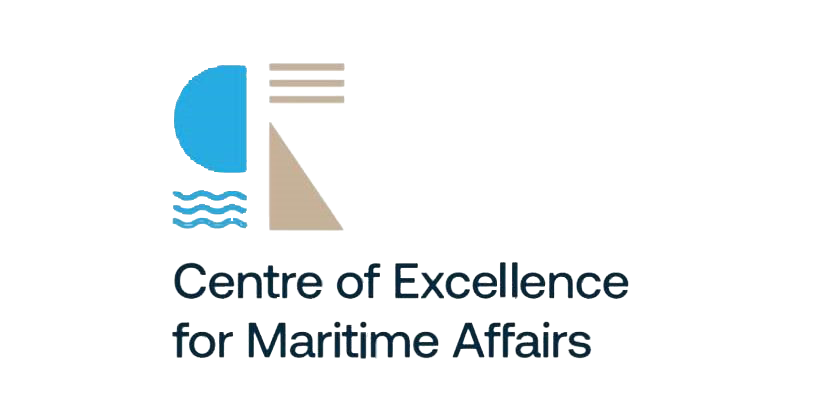 Centre of Excellence
for Maritime Affairs